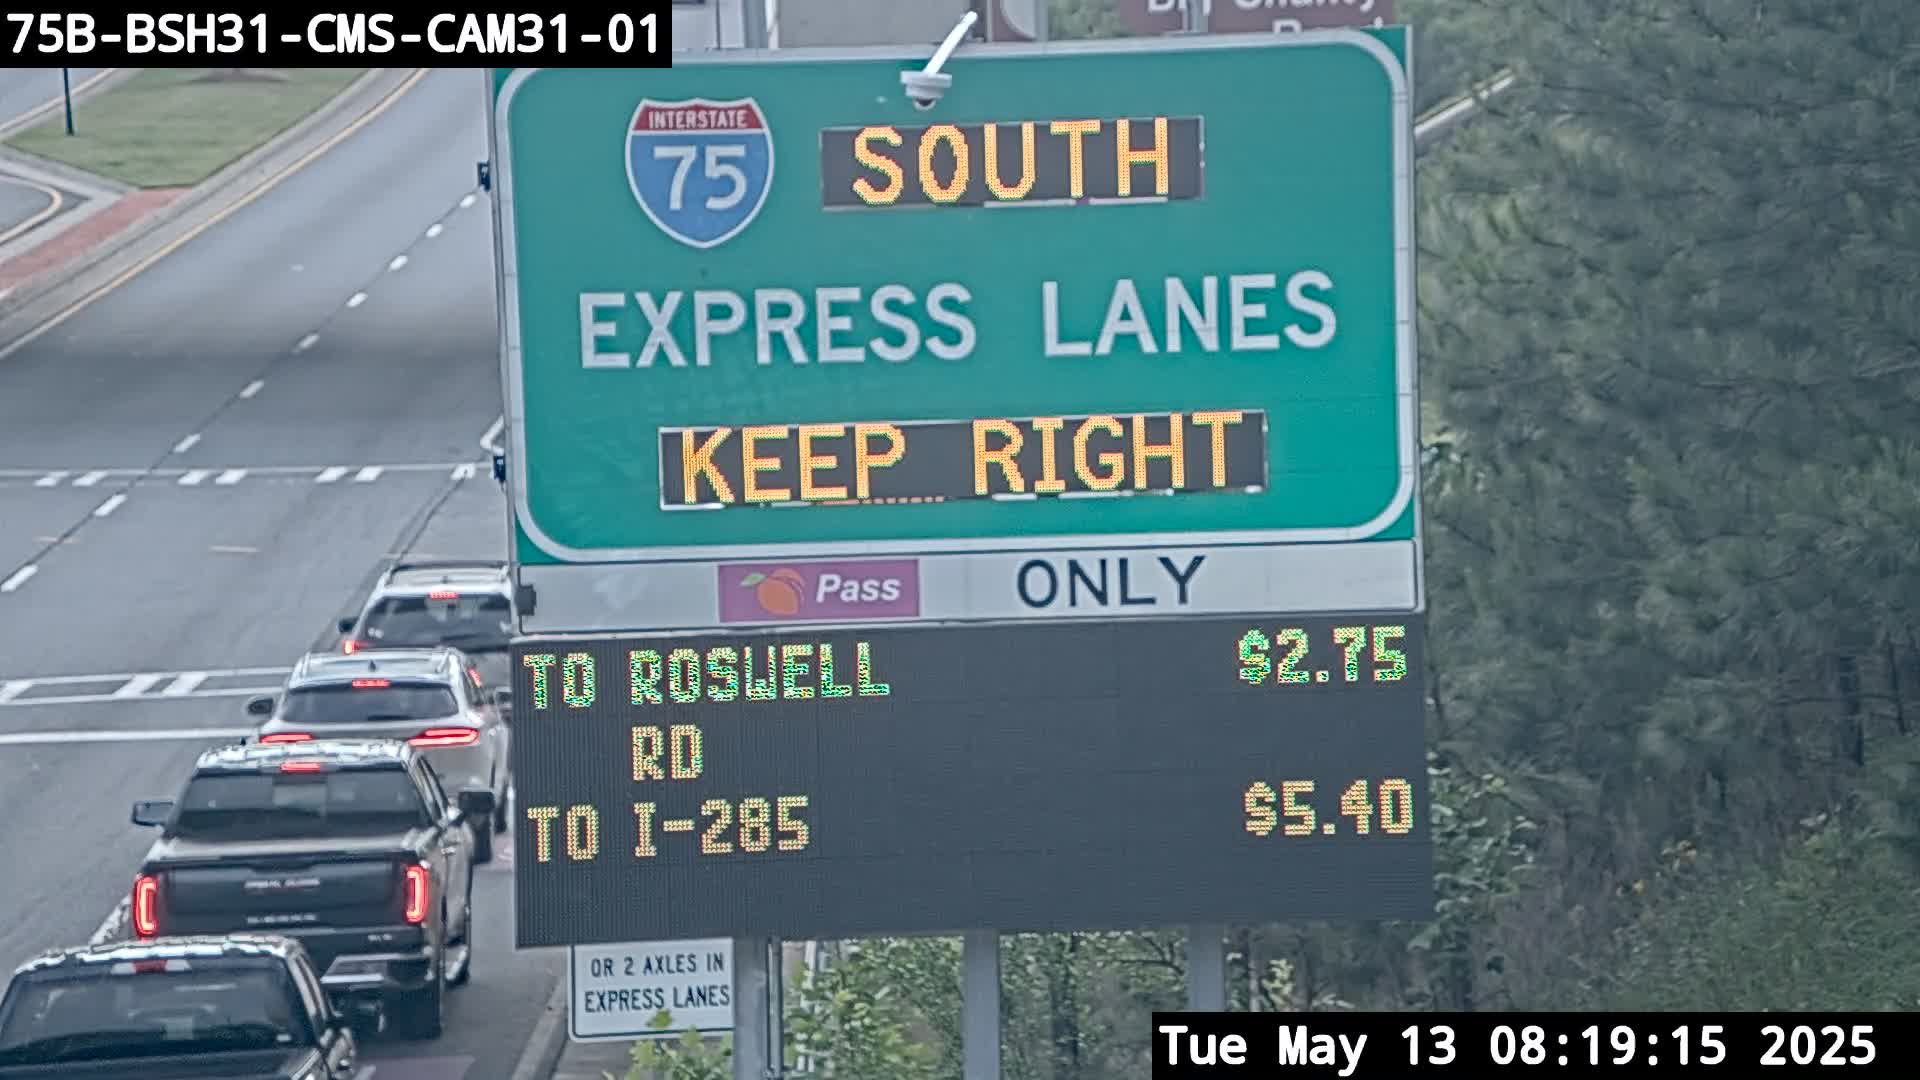 75B-BSH31-CMS-CAM31-01
INTERSTATE
75
SOUTH
EXPRESS LANES
KEEP RIGHT
Pass
ONLY
TO ROSWELL $2.75
RD
TO I-285 $5.40
OR 2 AXLES IN
EXPRESS LANES
Tue May 13 08:19:15 2025